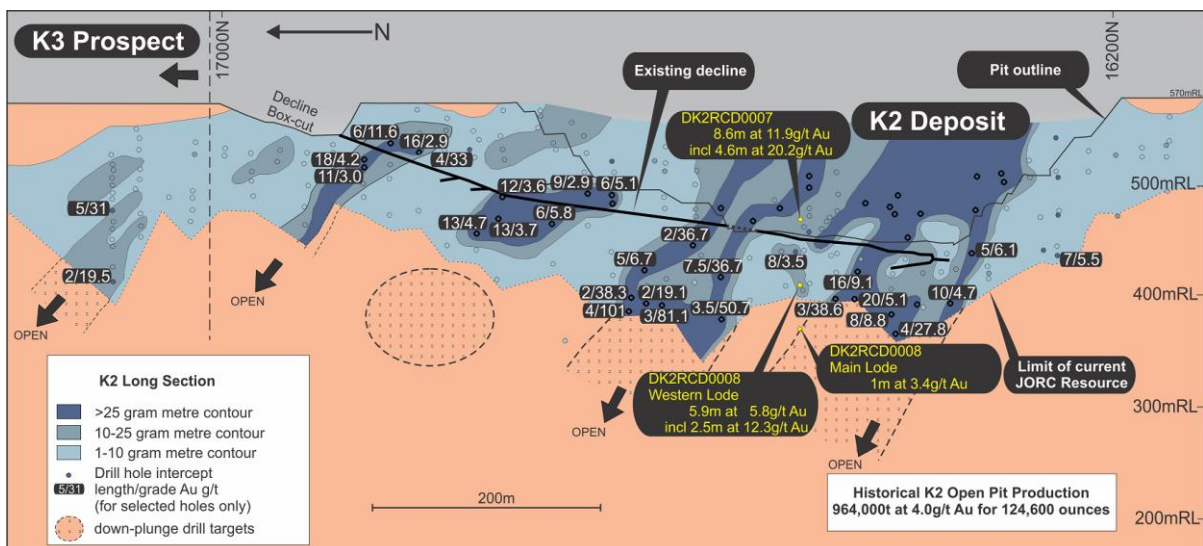 K3 Prospect
17000N
N
16200N
Existing decline
Pit outline
570mRL
Decline
Box-cut
DK2RCD0007
8.6m at 11.9g/t Au
incl 4.6m at 20.2g/t Au
K2 Deposit
6/11.6
16/2.9
18/4.2
4/33
11/3.0
12/3.6
9/2.9
6/5.1
500mRL
5/31
13/4.7
6/5.8
13/3.7
2/36.7
5/6.7
7.5/36.7
8/3.5
5/6.1
7/5.5
2/19.5
OPEN
OPEN
2/38.3
2/19.1
4/101
3/81.1
3.5/50.7
16/9.1
3/38.6
20/5.1
10/4.7
8/8.8
4/27.8
400mRL
DK2RCD0008
Western Lode
5.9m at 5.8g/t Au
incl 2.5m at 12.3g/t Au
DK2RCD0008
Main Lode
1m at 3.4g/t Au
Limit of current
JORC Resource
300mRL
OPEN
OPEN
K2 Long Section
>25 gram metre contour
10-25 gram metre contour
1-10 gram metre contour
Drill hole intercept
5/31 length/grade Au g/t
(for selected holes only)
down-plunge drill targets
200m
Historical K2 Open Pit Production
964,000t at 4.0g/t Au for 124,600 ounces
200mRL